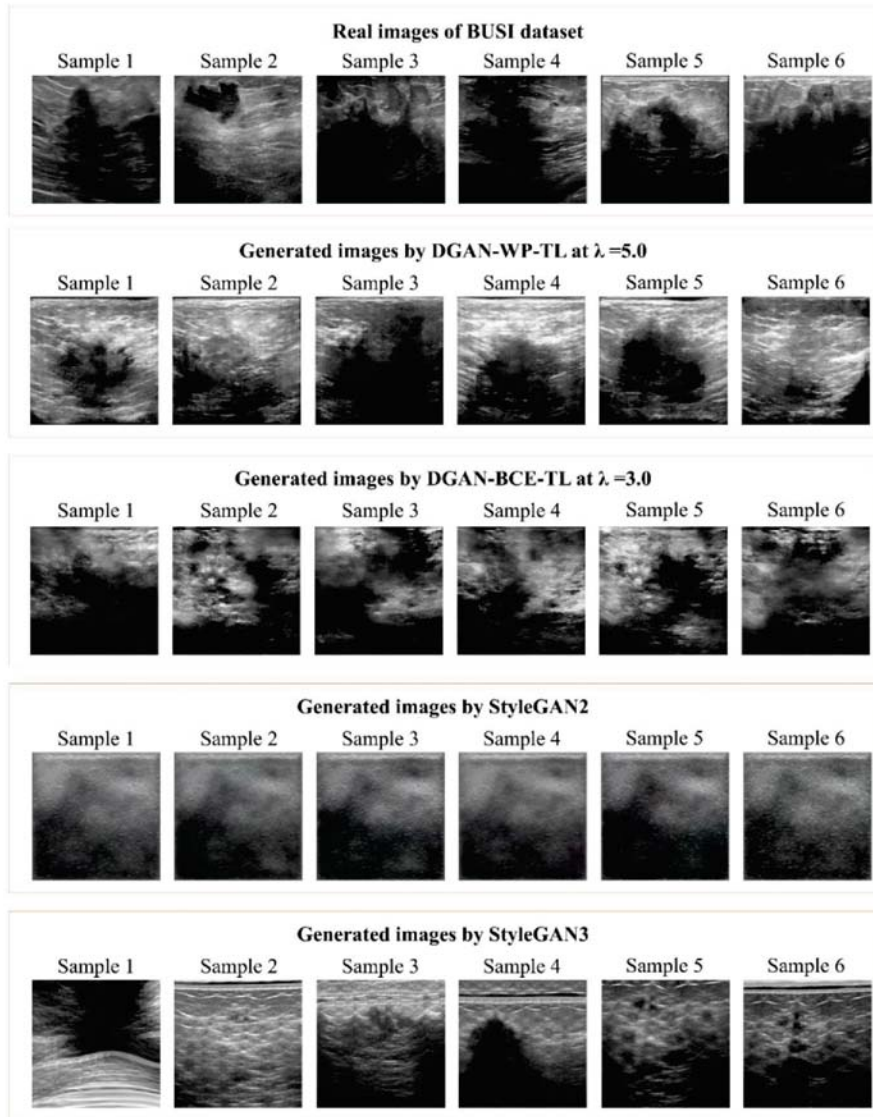 Real images of BUSI dataset
Sample 1 Sample 2 Sample 3 Sample 4 Sample 5 Sample 6
Generated images by DGAN-WP-TL at λ =5.0
Sample 1 Sample 2 Sample 3 Sample 4 Sample 5 Sample 6
Generated images by DGAN-BCE-TL at λ =3.0
Sample 1 Sample 2 Sample 3 Sample 4 Sample 5 Sample 6
Generated images by StyleGAN2
Sample 1 Sample 2 Sample 3 Sample 4 Sample 5 Sample 6
Generated images by StyleGAN3
Sample 1 Sample 2 Sample 3 Sample 4 Sample 5 Sample 6